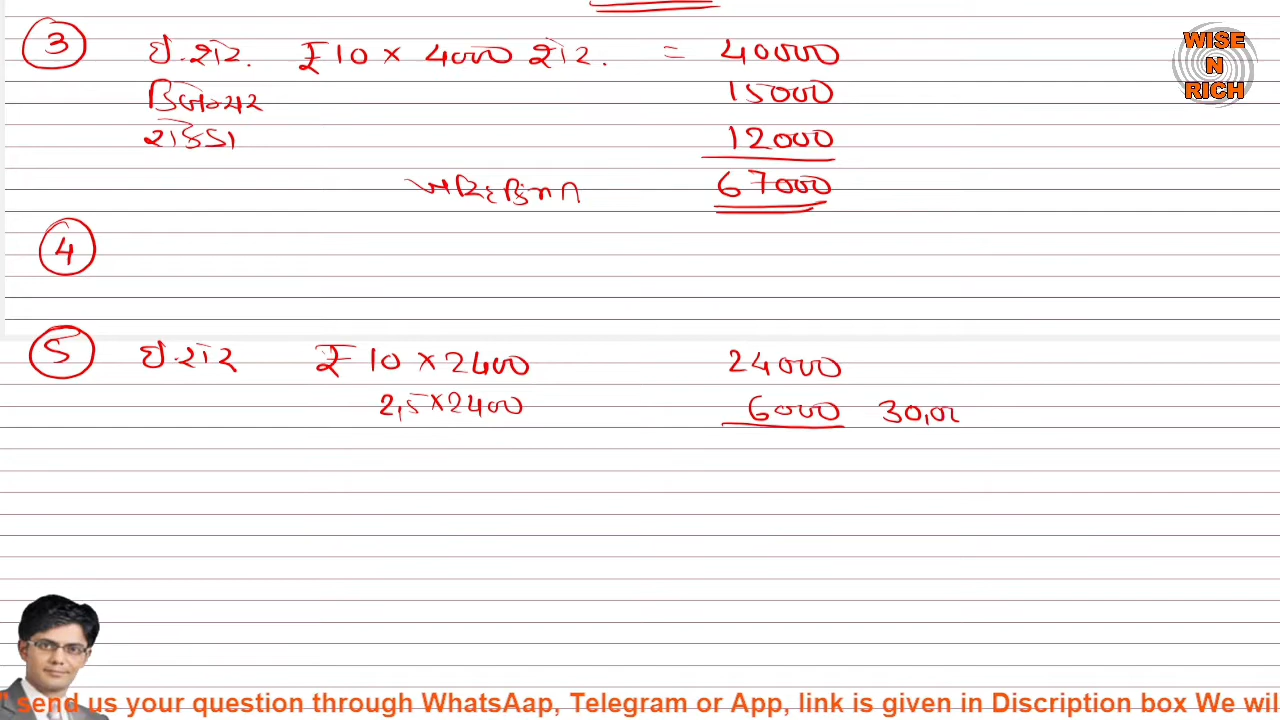 3 ઈ.શેર. ₹10 × 4000 શેર. = 40000
ડિબેન્ચર 15000
રોકડા 12000
ખરીદકિંમત 67000
4
5 ઈ.શેર ₹10 × 2400 24000
2,5 × 2400 6000 30,00
WISE
N
RICH
" send us your question through WhatsAap, Telegram or App, link is given in Discription box We wil